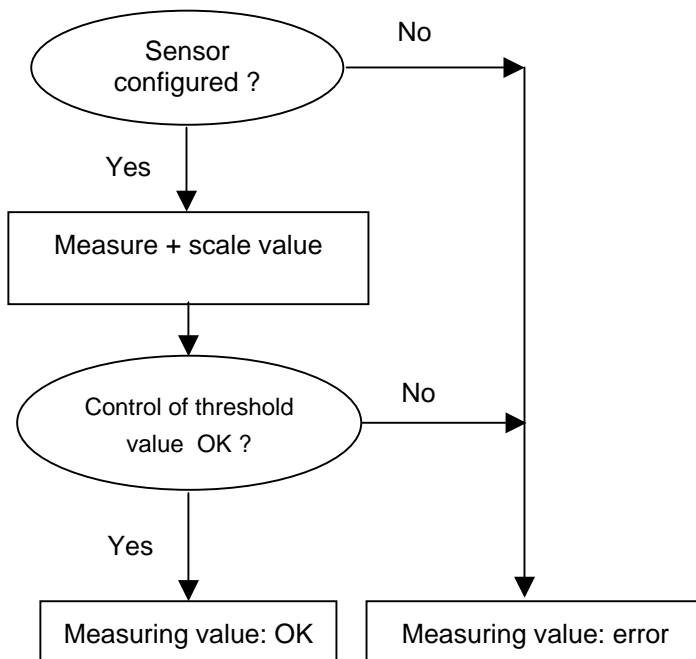 No
Sensor
configured ?
Yes
Measure + scale value
No
Control of threshold
value OK ?
Yes
Measuring value: OK
Measuring value: error